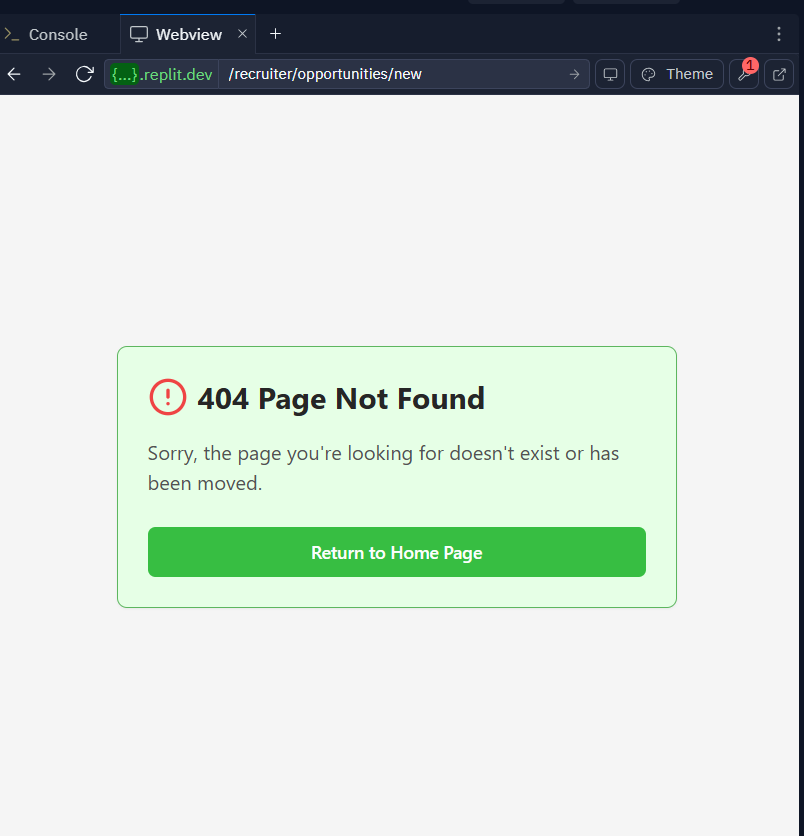 >_ Console
Webview
{...}.replit.dev /recruiter/opportunities/new
Theme
1
404 Page Not Found
Sorry, the page you're looking for doesn't exist or has
been moved.
Return to Home Page